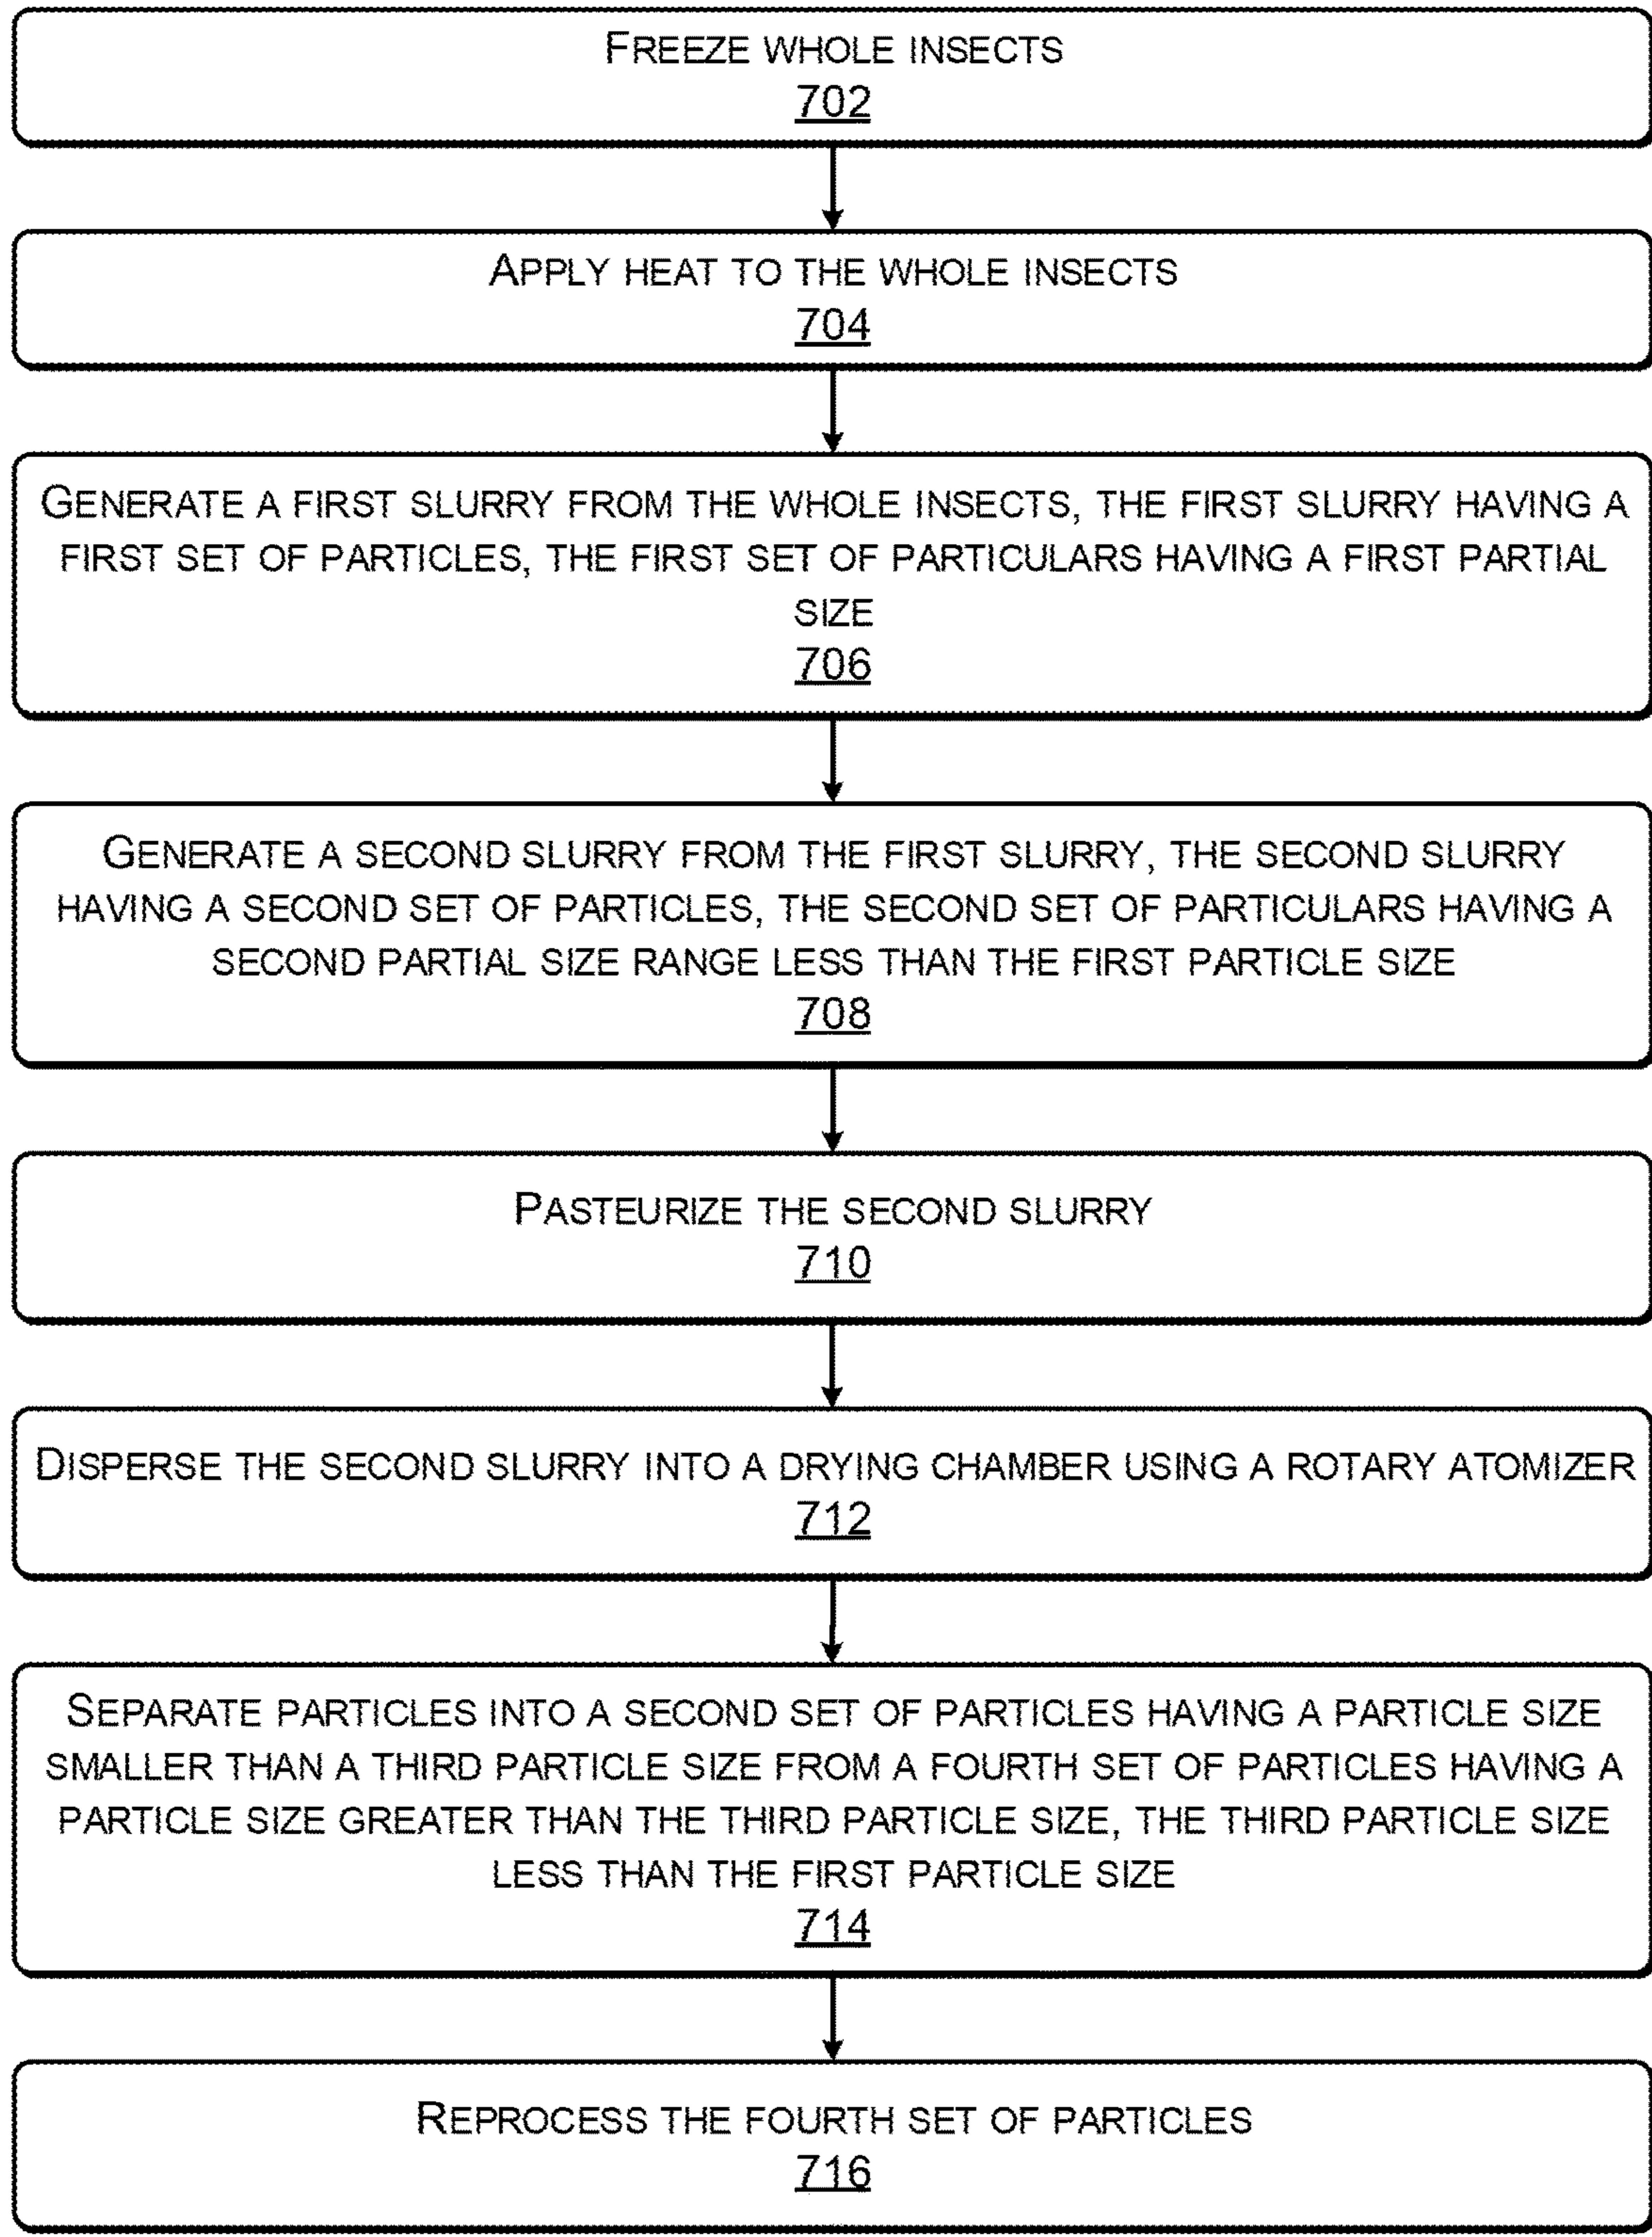 FREEZE WHOLE INSECTS
702
APPLY HEAT TO THE WHOLE INSECTS
704
GENERATE A FIRST SLURRY FROM THE WHOLE INSECTS, THE FIRST SLURRY HAVING A
FIRST SET OF PARTICLES, THE FIRST SET OF PARTICULARS HAVING A FIRST PARTIAL
SIZE
706
GENERATE A SECOND SLURRY FROM THE FIRST SLURRY, THE SECOND SLURRY
HAVING A SECOND SET OF PARTICLES, THE SECOND SET OF PARTICULARS HAVING A
SECOND PARTIAL SIZE RANGE LESS THAN THE FIRST PARTICLE SIZE
708
PASTEURIZE THE SECOND SLURRY
710
DISPERSE THE SECOND SLURRY INTO A DRYING CHAMBER USING A ROTARY ATOMIZER
712
SEPARATE PARTICLES INTO A SECOND SET OF PARTICLES HAVING A PARTICLE SIZE
SMALLER THAN A THIRD PARTICLE SIZE FROM A FOURTH SET OF PARTICLES HAVING A
PARTICLE SIZE GREATER THAN THE THIRD PARTICLE SIZE, THE THIRD PARTICLE SIZE
LESS THAN THE FIRST PARTICLE SIZE
714
REPROCESS THE FOURTH SET OF PARTICLES
716